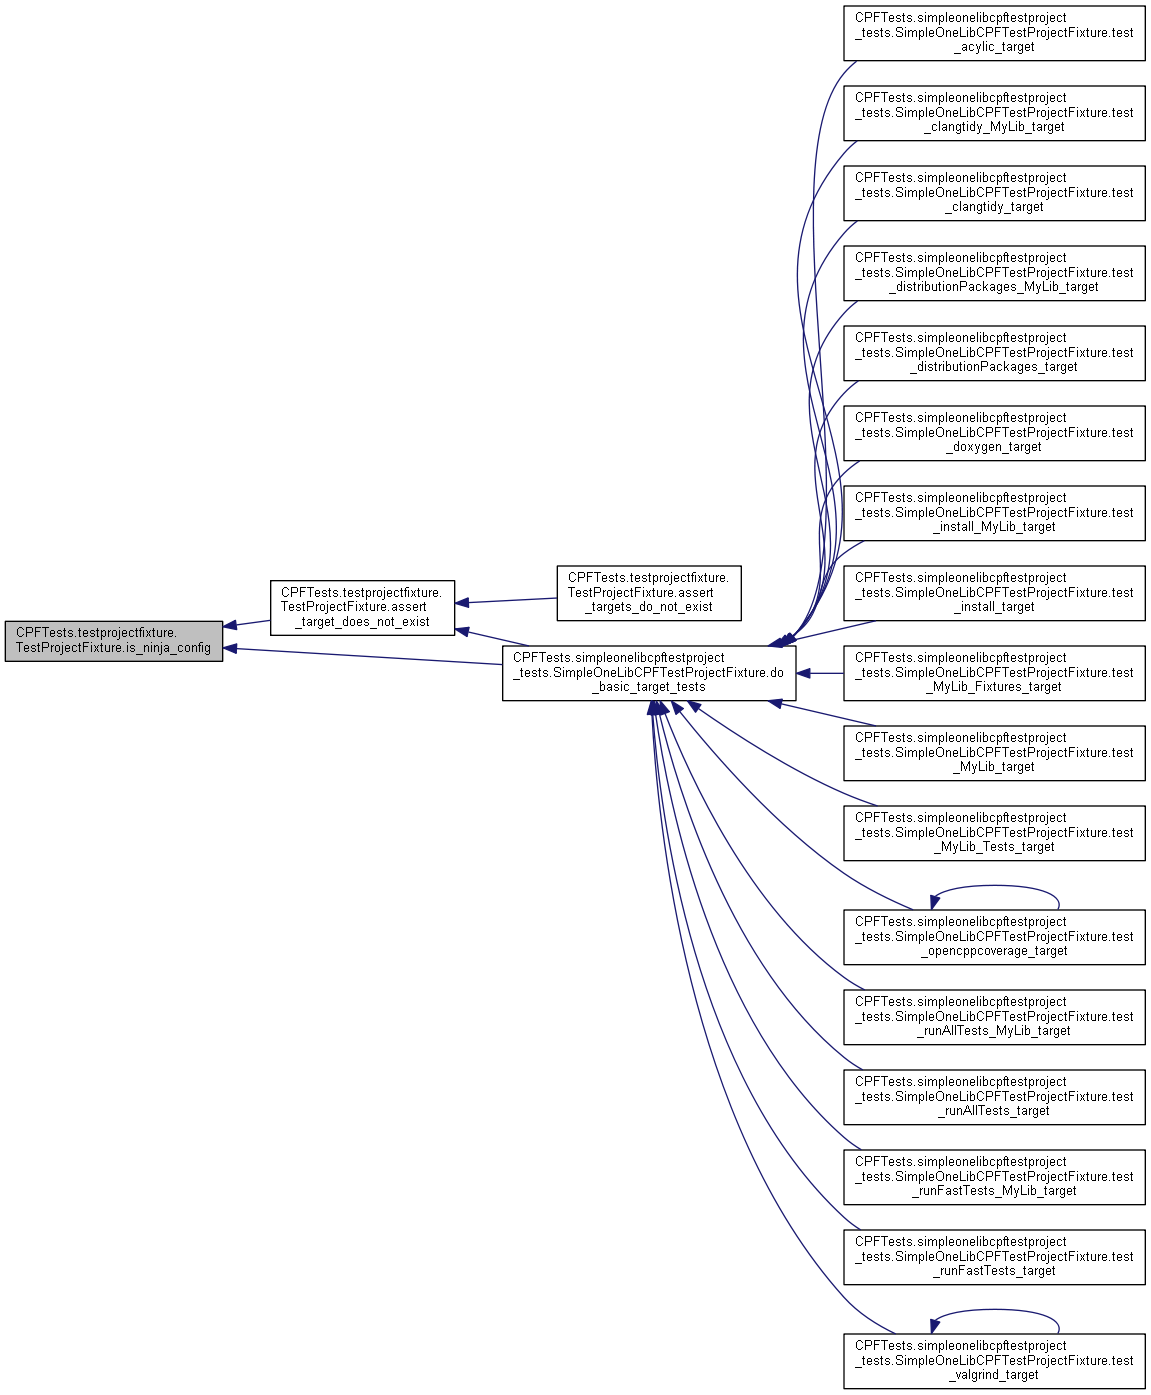 CPFTests.testprojectfixture.
TestProjectFixture.is_ninja_config
CPFTests.testprojectfixture.
TestProjectFixture.assert
_target_does_not_exist
CPFTests.testprojectfixture.
TestProjectFixture.assert
_targets_do_not_exist
CPFTests.simpleonelibcpftestproject
_tests.SimpleOneLibCPFTestProjectFixture.do
_basic_target_tests
CPFTests.simpleonelibcpftestproject
_tests.SimpleOneLibCPFTestProjectFixture.test
_acylic_target
CPFTests.simpleonelibcpftestproject
_tests.SimpleOneLibCPFTestProjectFixture.test
_clangtidy_MyLib_target
CPFTests.simpleonelibcpftestproject
_tests.SimpleOneLibCPFTestProjectFixture.test
_clangtidy_target
CPFTests.simpleonelibcpftestproject
_tests.SimpleOneLibCPFTestProjectFixture.test
_distributionPackages_MyLib_target
CPFTests.simpleonelibcpftestproject
_tests.SimpleOneLibCPFTestProjectFixture.test
_distributionPackages_target
CPFTests.simpleonelibcpftestproject
_tests.SimpleOneLibCPFTestProjectFixture.test
_doxygen_target
CPFTests.simpleonelibcpftestproject
_tests.SimpleOneLibCPFTestProjectFixture.test
_install_MyLib_target
CPFTests.simpleonelibcpftestproject
_tests.SimpleOneLibCPFTestProjectFixture.test
_install_target
CPFTests.simpleonelibcpftestproject
_tests.SimpleOneLibCPFTestProjectFixture.test
_MyLib_Fixtures_target
CPFTests.simpleonelibcpftestproject
_tests.SimpleOneLibCPFTestProjectFixture.test
_MyLib_target
CPFTests.simpleonelibcpftestproject
_tests.SimpleOneLibCPFTestProjectFixture.test
_MyLib_Tests_target
CPFTests.simpleonelibcpftestproject
_tests.SimpleOneLibCPFTestProjectFixture.test
_opencppcoverage_target
CPFTests.simpleonelibcpftestproject
_tests.SimpleOneLibCPFTestProjectFixture.test
_runAllTests_MyLib_target
CPFTests.simpleonelibcpftestproject
_tests.SimpleOneLibCPFTestProjectFixture.test
_runAllTests_target
CPFTests.simpleonelibcpftestproject
_tests.SimpleOneLibCPFTestProjectFixture.test
_runFastTests_MyLib_target
CPFTests.simpleonelibcpftestproject
_tests.SimpleOneLibCPFTestProjectFixture.test
_runFastTests_target
CPFTests.simpleonelibcpftestproject
_tests.SimpleOneLibCPFTestProjectFixture.test
_valgrind_target